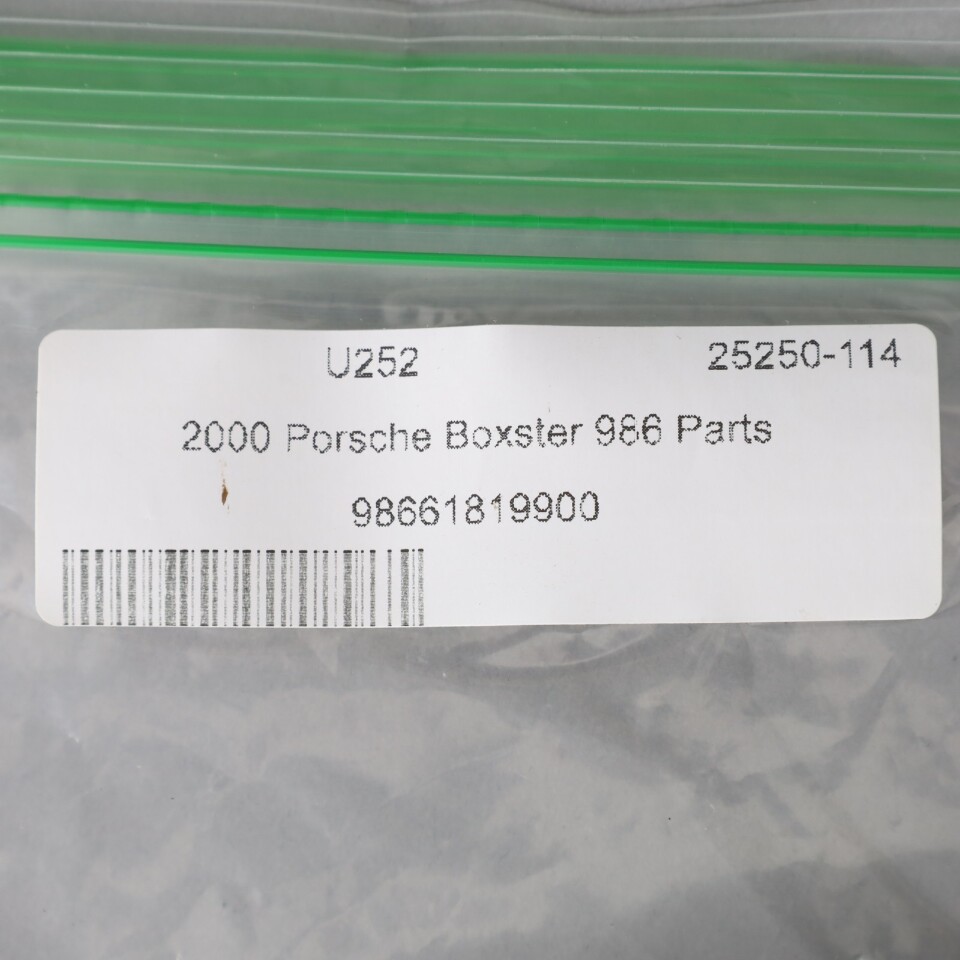 U252 25250-114
2000 Porsche Boxster 986 Parts
98661819900